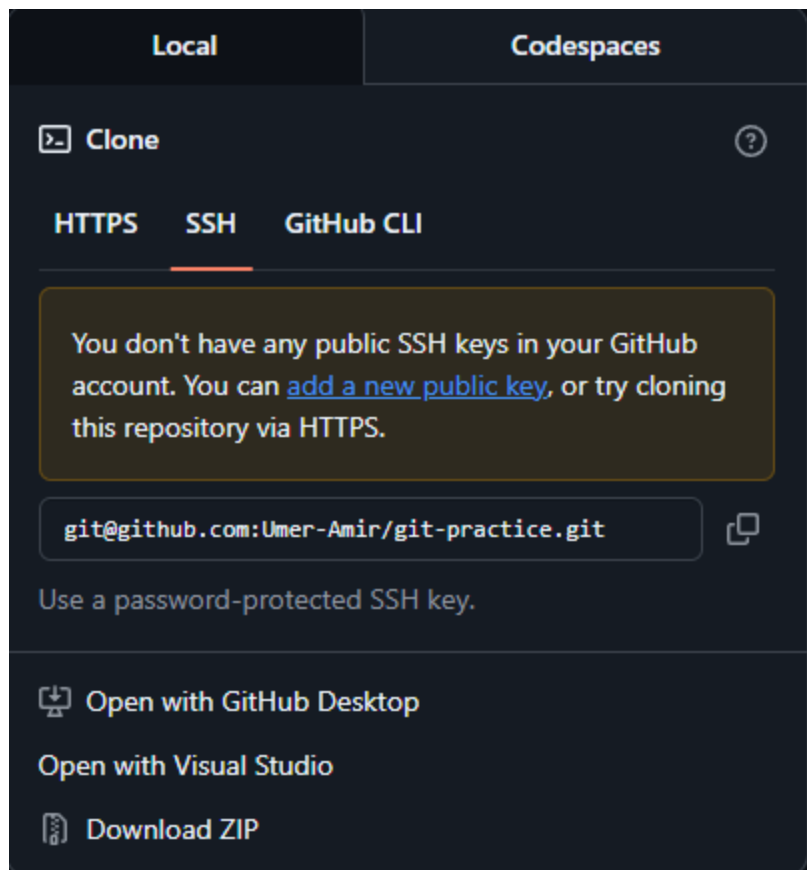 Local
Codespaces
Clone
HTTPS
SSH
GitHub CLI
You don't have any public SSH keys in your GitHub
account. You can add a new public key, or try cloning
this repository via HTTPS.
git@github.com:Umer-Amir/git-practice.git
Use a password-protected SSH key.
Open with GitHub Desktop
Open with Visual Studio
Download ZIP